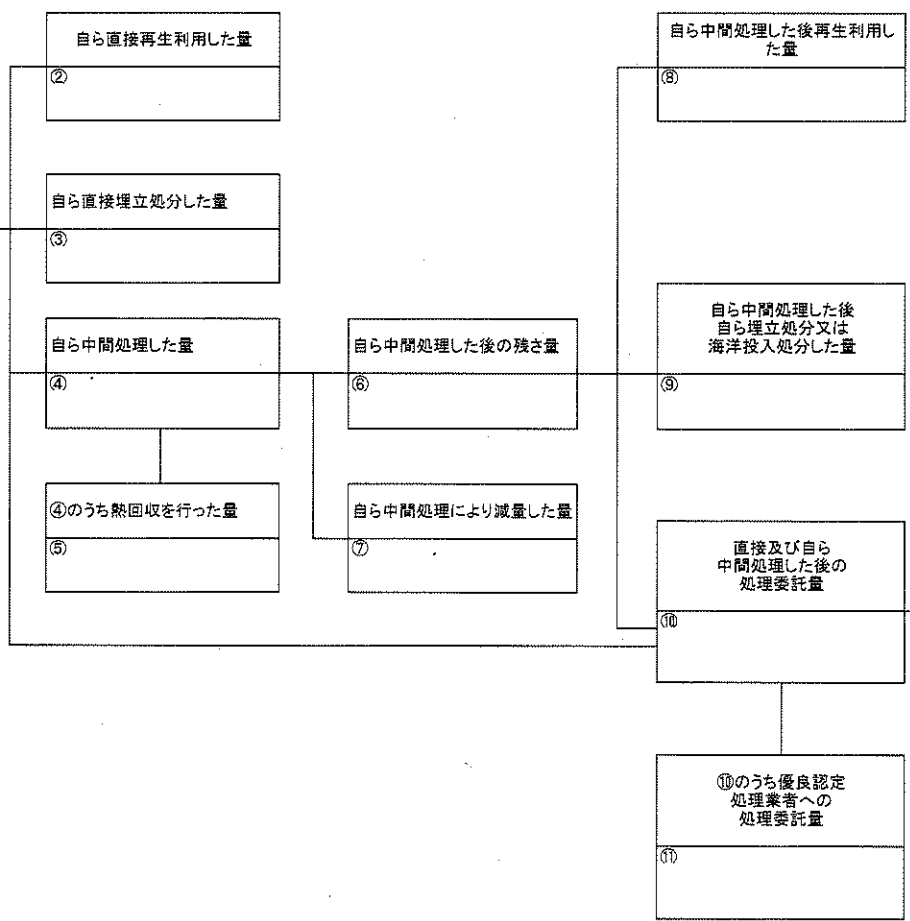 自ら直接再生利用した量
②
自ら直接埋立処分した量
③
自ら中間処理した量
④
④のうち熱回収を行った量
⑤
自ら中間処理した後の残さ量
⑥
自ら中間処理により減量した量
⑦
自ら中間処理した後再生利用し
た量
⑧
自ら中間処理した後
自ら埋立処分又は
海洋投入処分した量
⑨
直接及び自ら
中間処理した後の
処理委託量
⑩
⑩のうち優良認定
処理業者への
処理委託量
⑪